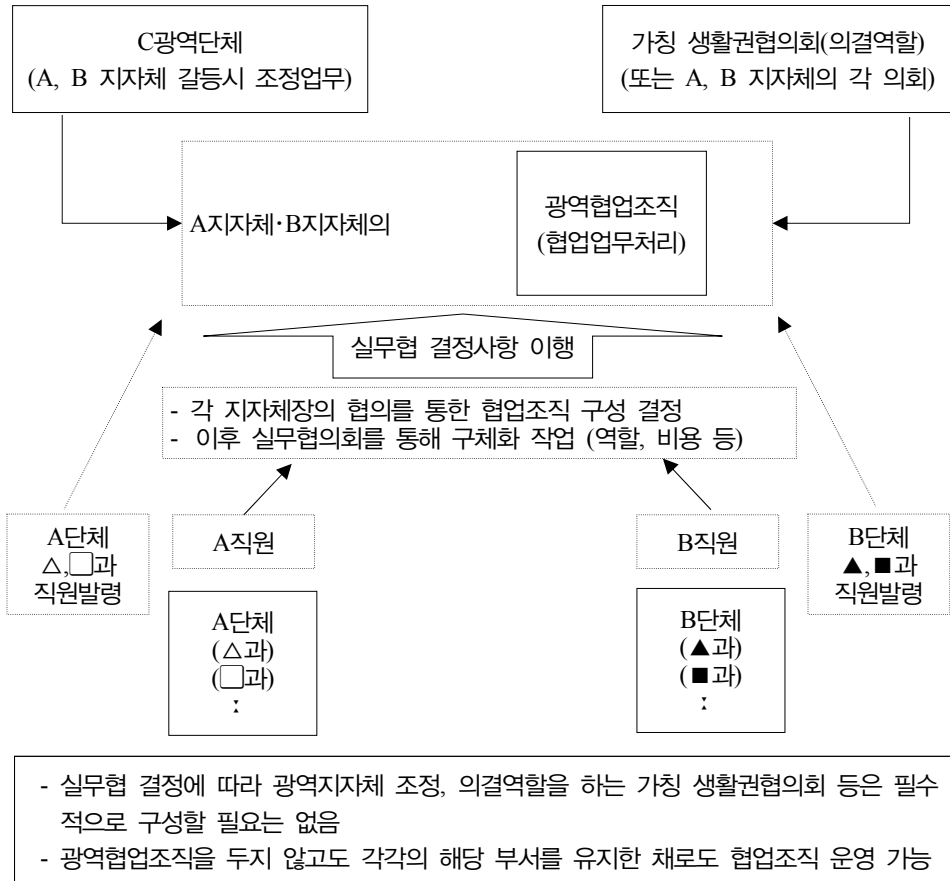 C광역단체
(A, B 지자체 갈등시 조정업무)
가칭 생활권협의회(의결역할)
(또는 A, B 지자체의 각 의회)
A지자체·B지자체의
광역협업조직
(협업업무처리)
실무협 결정사항 이행
- 각 지자체장의 협의를 통한 협업조직 구성 결정
- 이후 실무협의회를 통해 구체화 작업 (역할, 비용 등)
A단체
△,□과
직원발령
A직원
B직원
B단체
▲,■과
직원발령
A단체
(△과)
(□과)
:
B단체
(▲과)
(■과)
:
- 실무협 결정에 따라 광역지자체 조정, 의결역할을 하는 가칭 생활권협의회 등은 필수
적으로 구성할 필요는 없음
- 광역협업조직을 두지 않고도 각각의 해당 부서를 유지한 채로도 협업조직 운영 가능